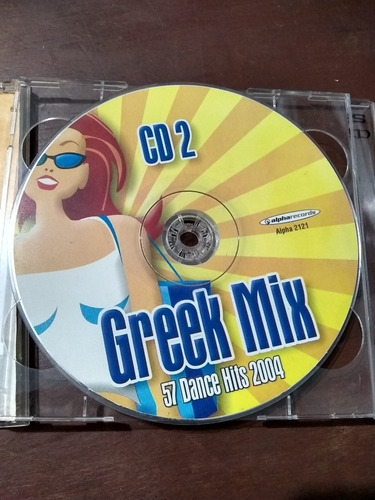 CD 2
alpharecords
Alpha 2121
Greek Mix
57 Dance Hits 2004